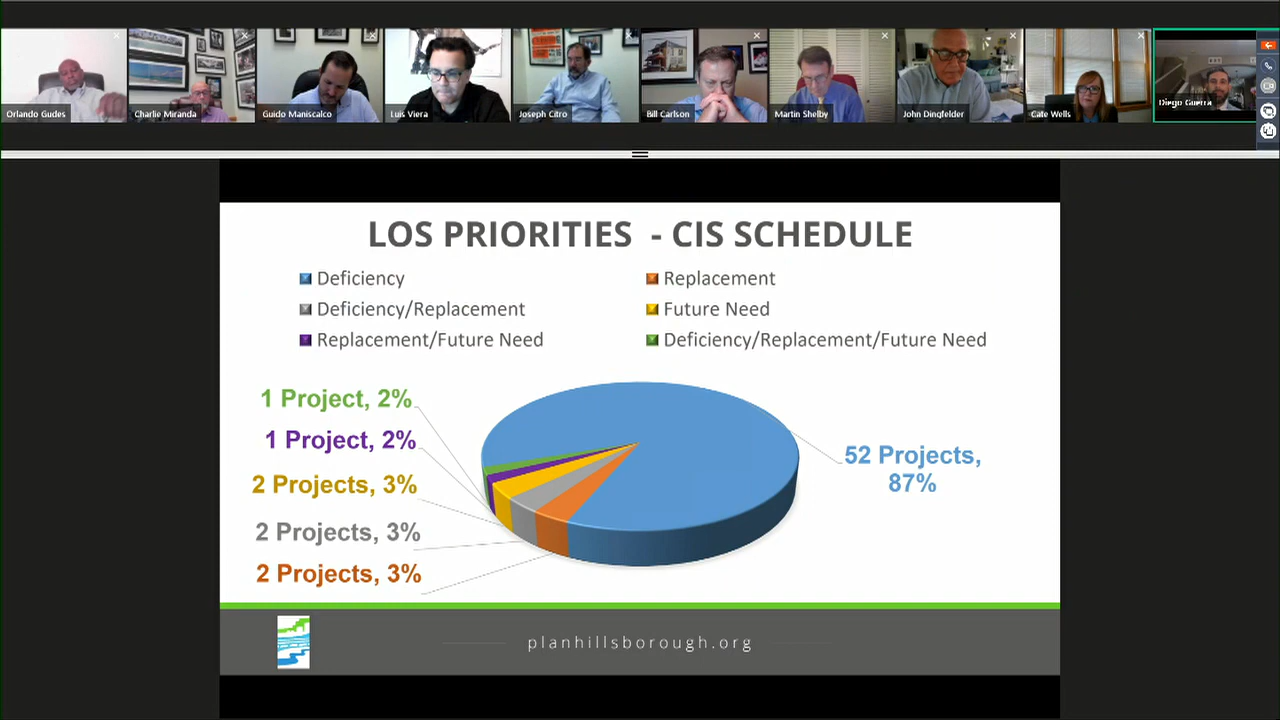 Orlando Gudes
Charlie Miranda
Guido Maniscalco
Luis Viera
Joseph Citro
Bill Carlson
Martin Shelby
John Dingfelder
Cate Wells
Diego Guerra
LOS PRIORITIES - CIS SCHEDULE
Deficiency
Replacement
Deficiency/Replacement
Future Need
Replacement/Future Need
Deficiency/Replacement/Future Need
1 Project, 2%
1 Project, 2%
2 Projects, 3%
2 Projects, 3%
2 Projects, 3%
52 Projects,
87%
planhillsborough.org